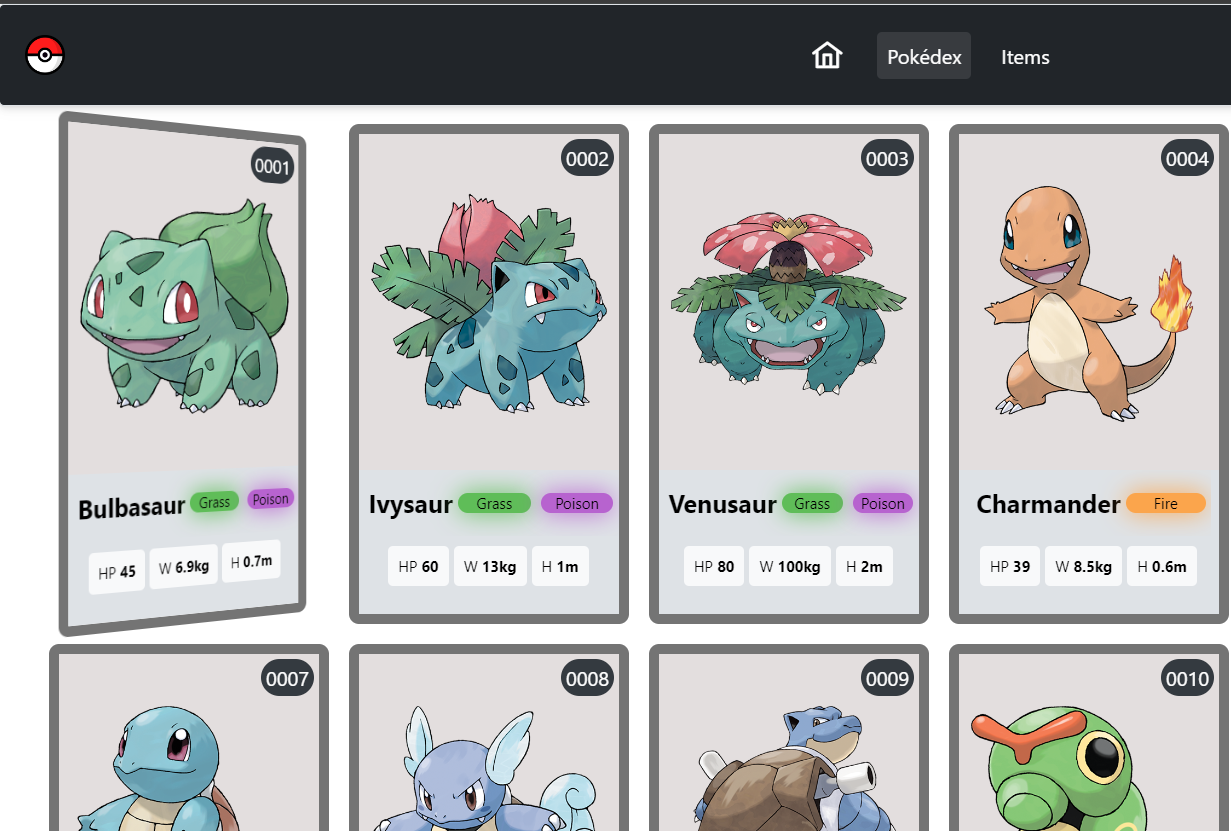 Pokédex Items
0001
0002
0003
0004
Bulbasaur Grass Poison
HP 45 W 6.9kg H 0.7m
Ivysaur Grass Poison
HP 60 W 13kg H 1m
Venusaur Grass Poison
HP 80 W 100kg H 2m
Charmander Fire
HP 39 W 8.5kg H 0.6m
0007
0008
0009
0010